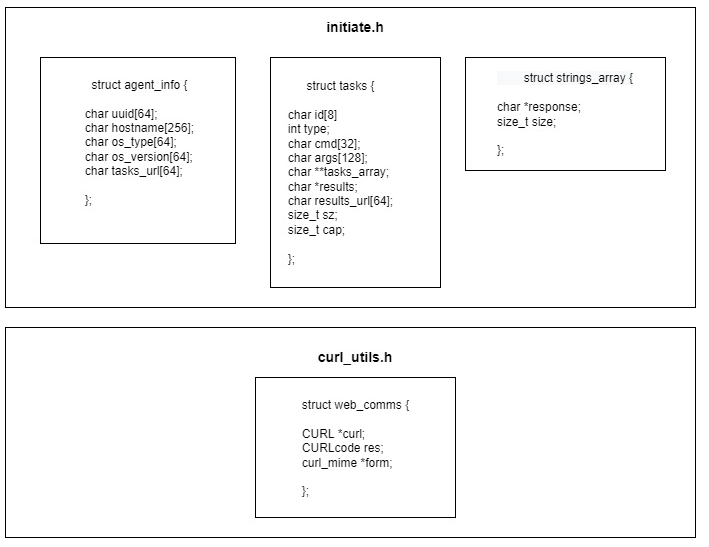 initiate.h
struct agent_info {
char uuid[64];
char hostname[256];
char os_type[64];
char os_version[64];
char tasks_url[64];
};
struct tasks {
char id[8]
int type;
char cmd[32];
char args[128];
char **tasks_array;
char *results;
char results_url[64];
size_t sz;
size_t cap;
};
struct strings_array {
char *response;
size_t size;
};
curl_utils.h
struct web_comms {
CURL *curl;
CURLcode res;
curl_mime *form;
};